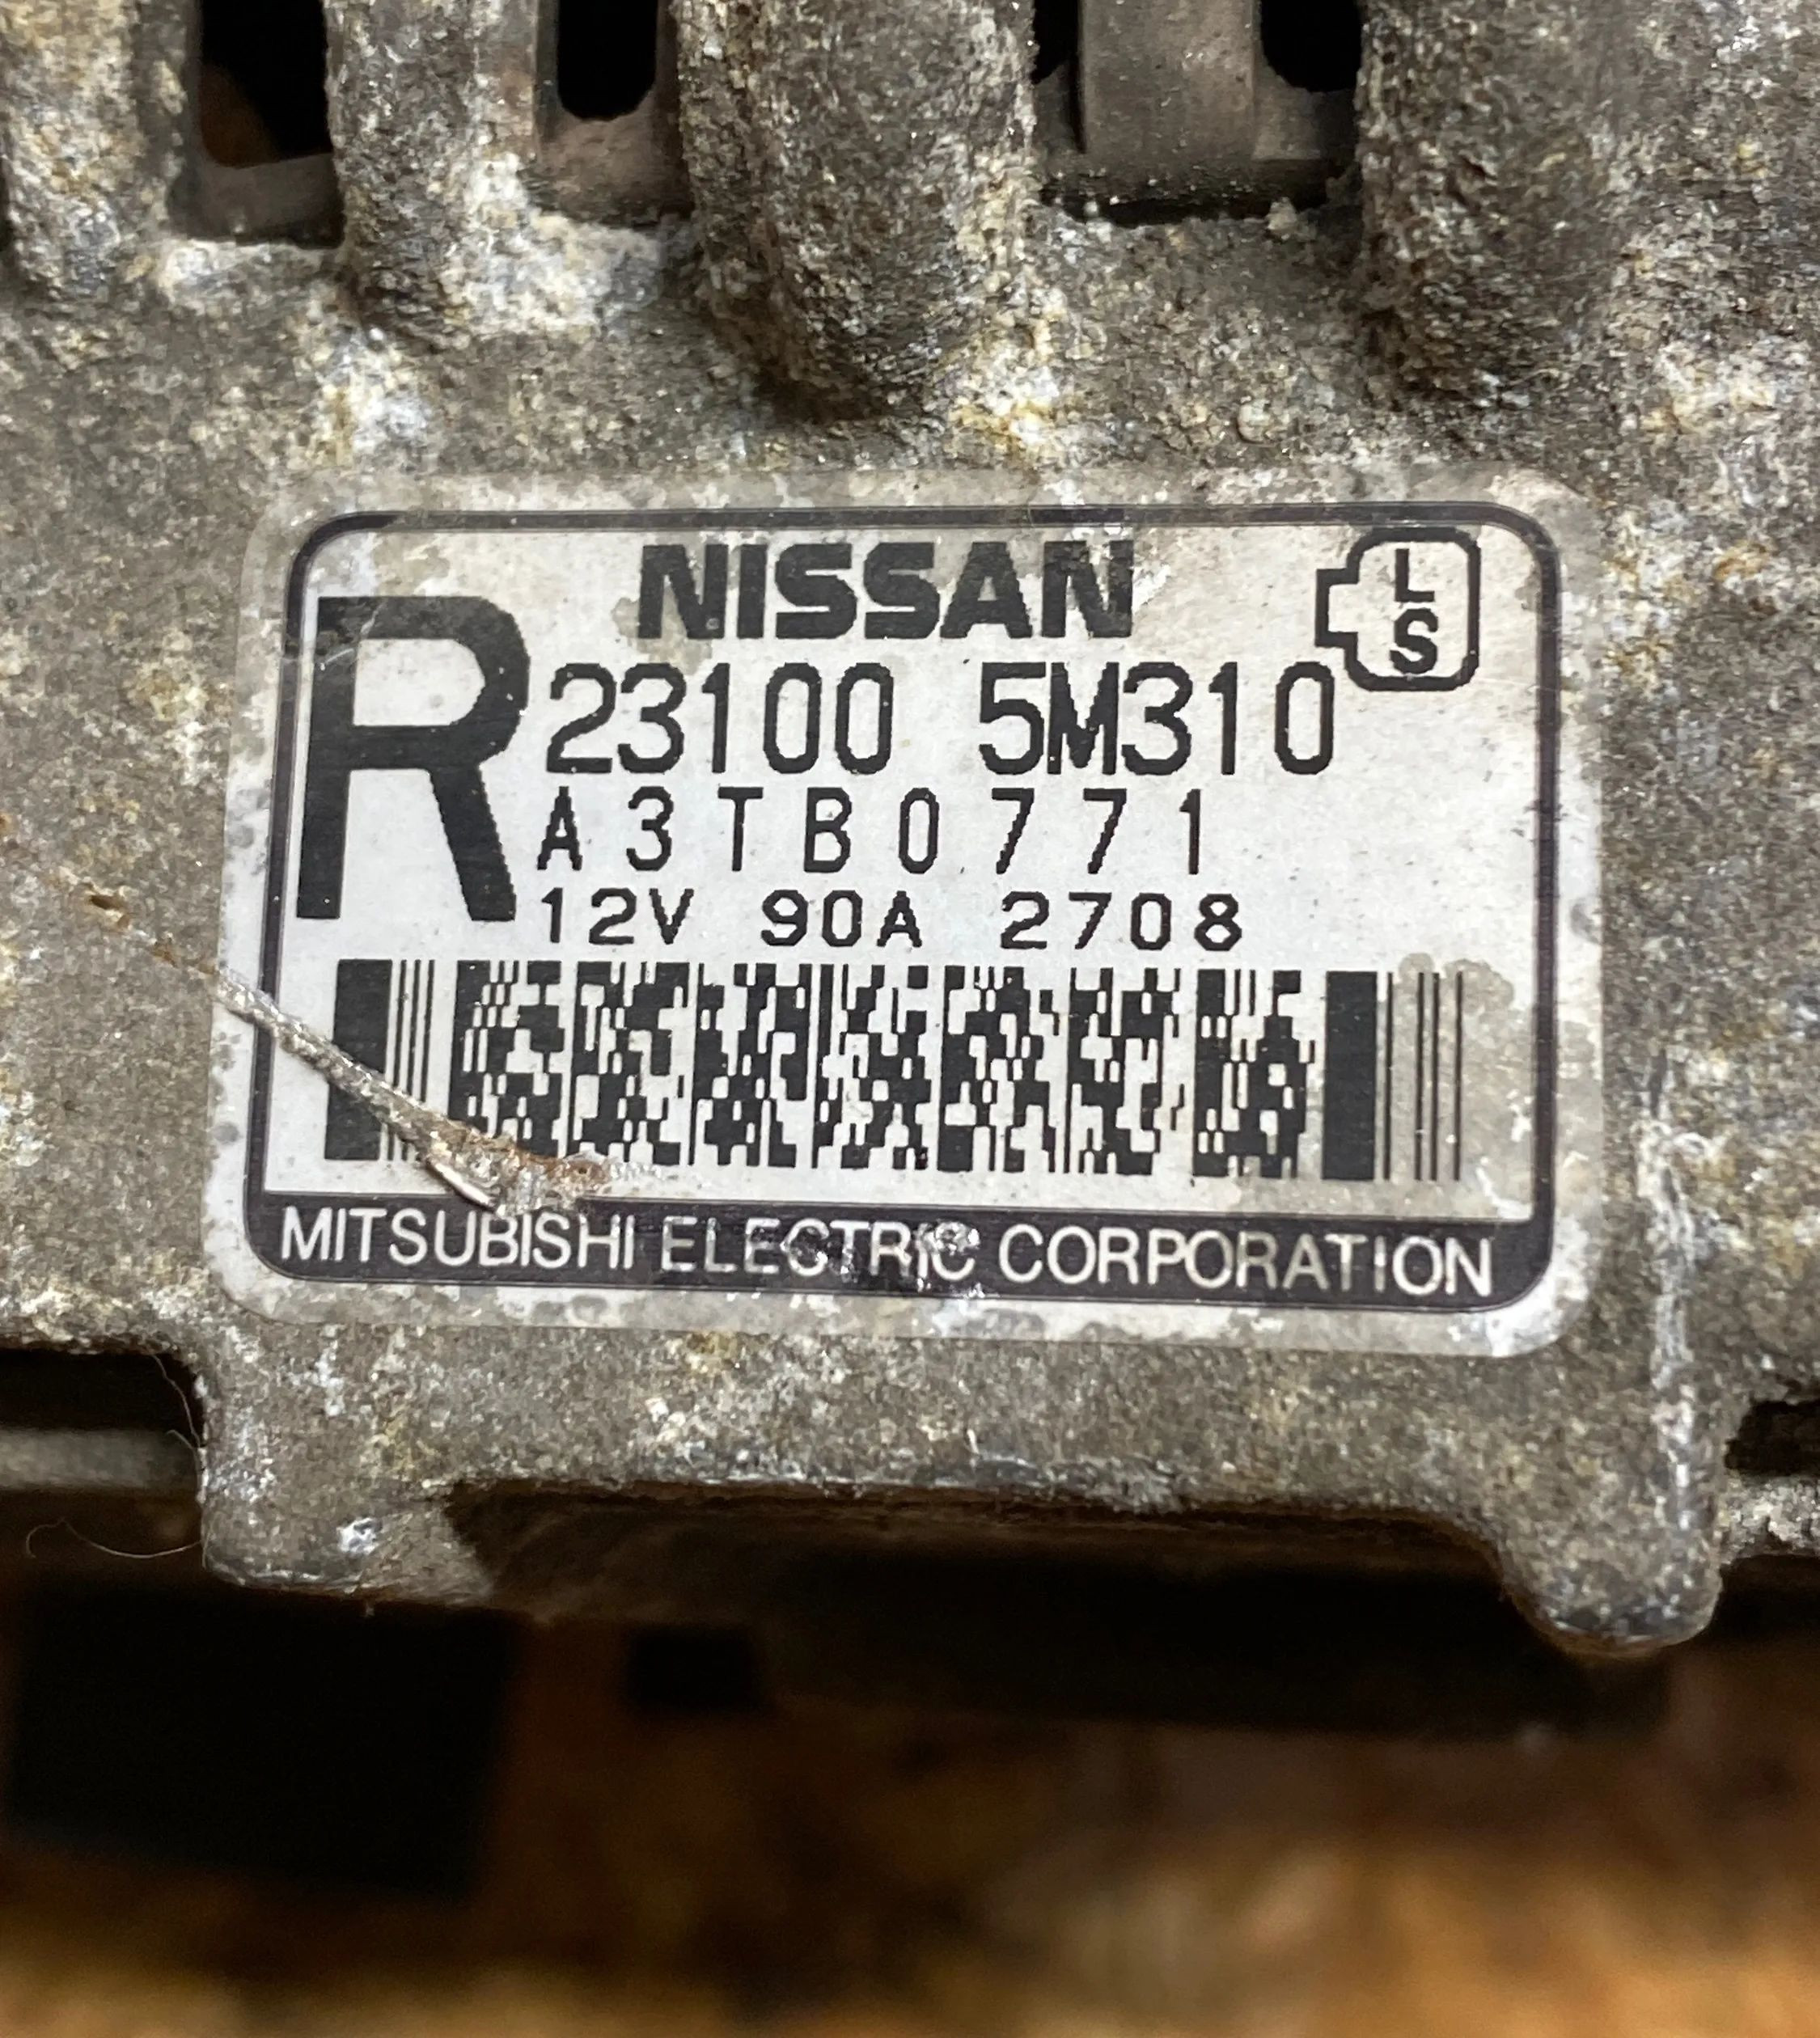 NISSAN
L
S
R
23100 5M310
A3TB0771
12V 90A 2708
MITSUBISHI ELECTRIC CORPORATION